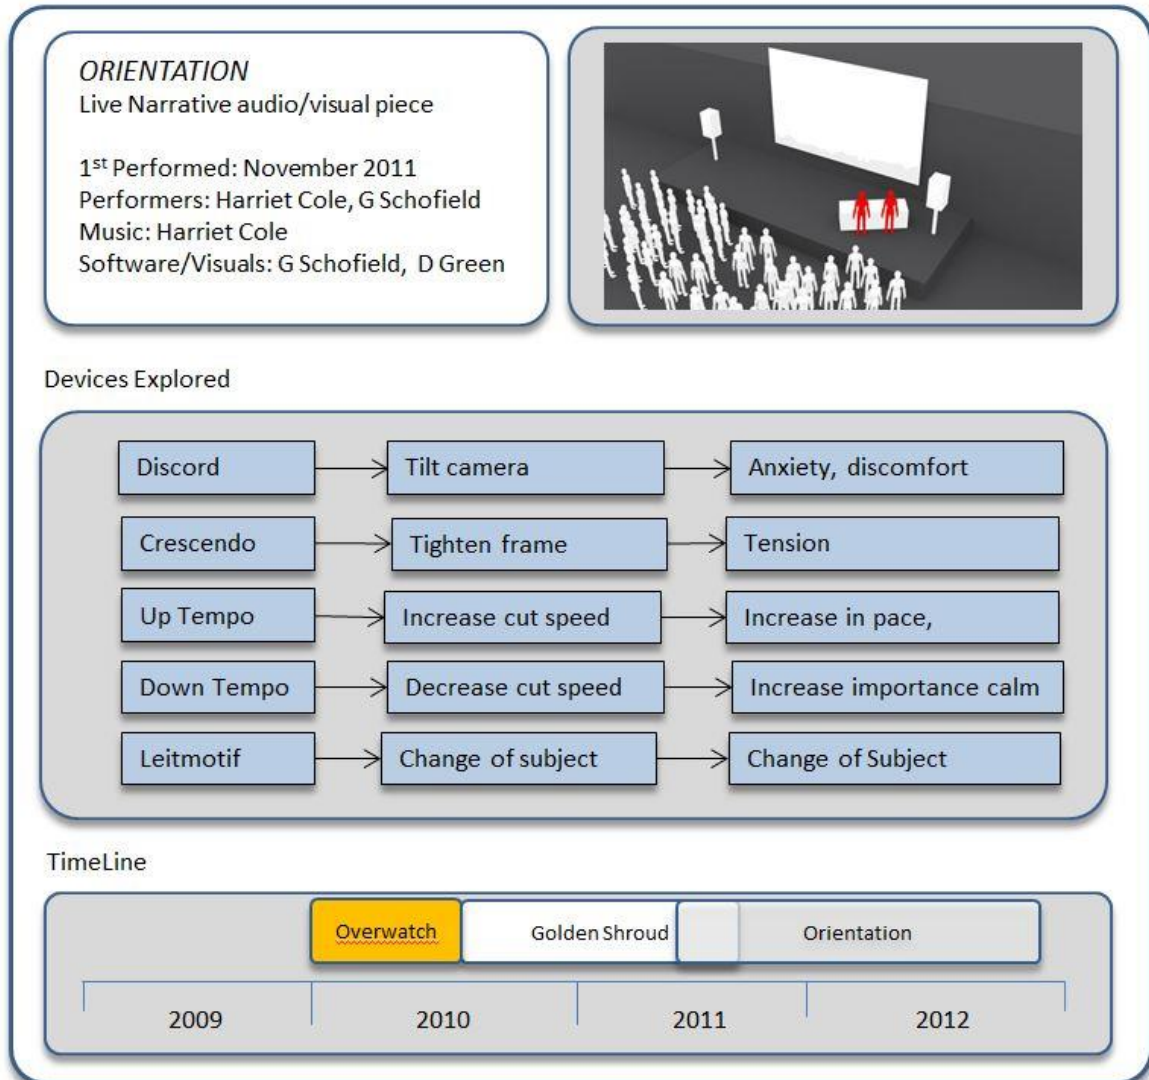 ORIENTATION
Live Narrative audio/visual piece
1st Performed: November 2011
Performers: Harriet Cole, G Schofield
Music: Harriet Cole
Software/Visuals: G Schofield, D Green
Devices Explored
Discord
Tilt camera
Anxiety, discomfort
Crescendo
Tighten frame
Tension
Up Tempo
Increase cut speed
Increase in pace,
Down Tempo
Decrease cut speed
Increase importance calm
Leitmotif
Change of subject
Change of Subject
TimeLine
Overwatch
Golden Shroud
Orientation
2009
2010
2011
2012